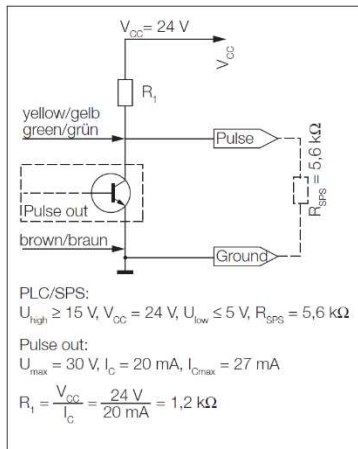 V_CC = 24 V
V_CC
R_1
yellow/gelb
green/grün
Pulse
R_SPS = 5,6 kΩ
Pulse out
brown/braun
Ground
PLC/SPS:
U_high ≥ 15 V, V_CC = 24 V, U_low ≤ 5 V, R_SPS = 5,6 kΩ
Pulse out:
U_max = 30 V, I_C = 20 mA, I_Cmax = 27 mA
R_1 = V_CC / I_C = 24 V / 20 mA = 1,2 kΩ